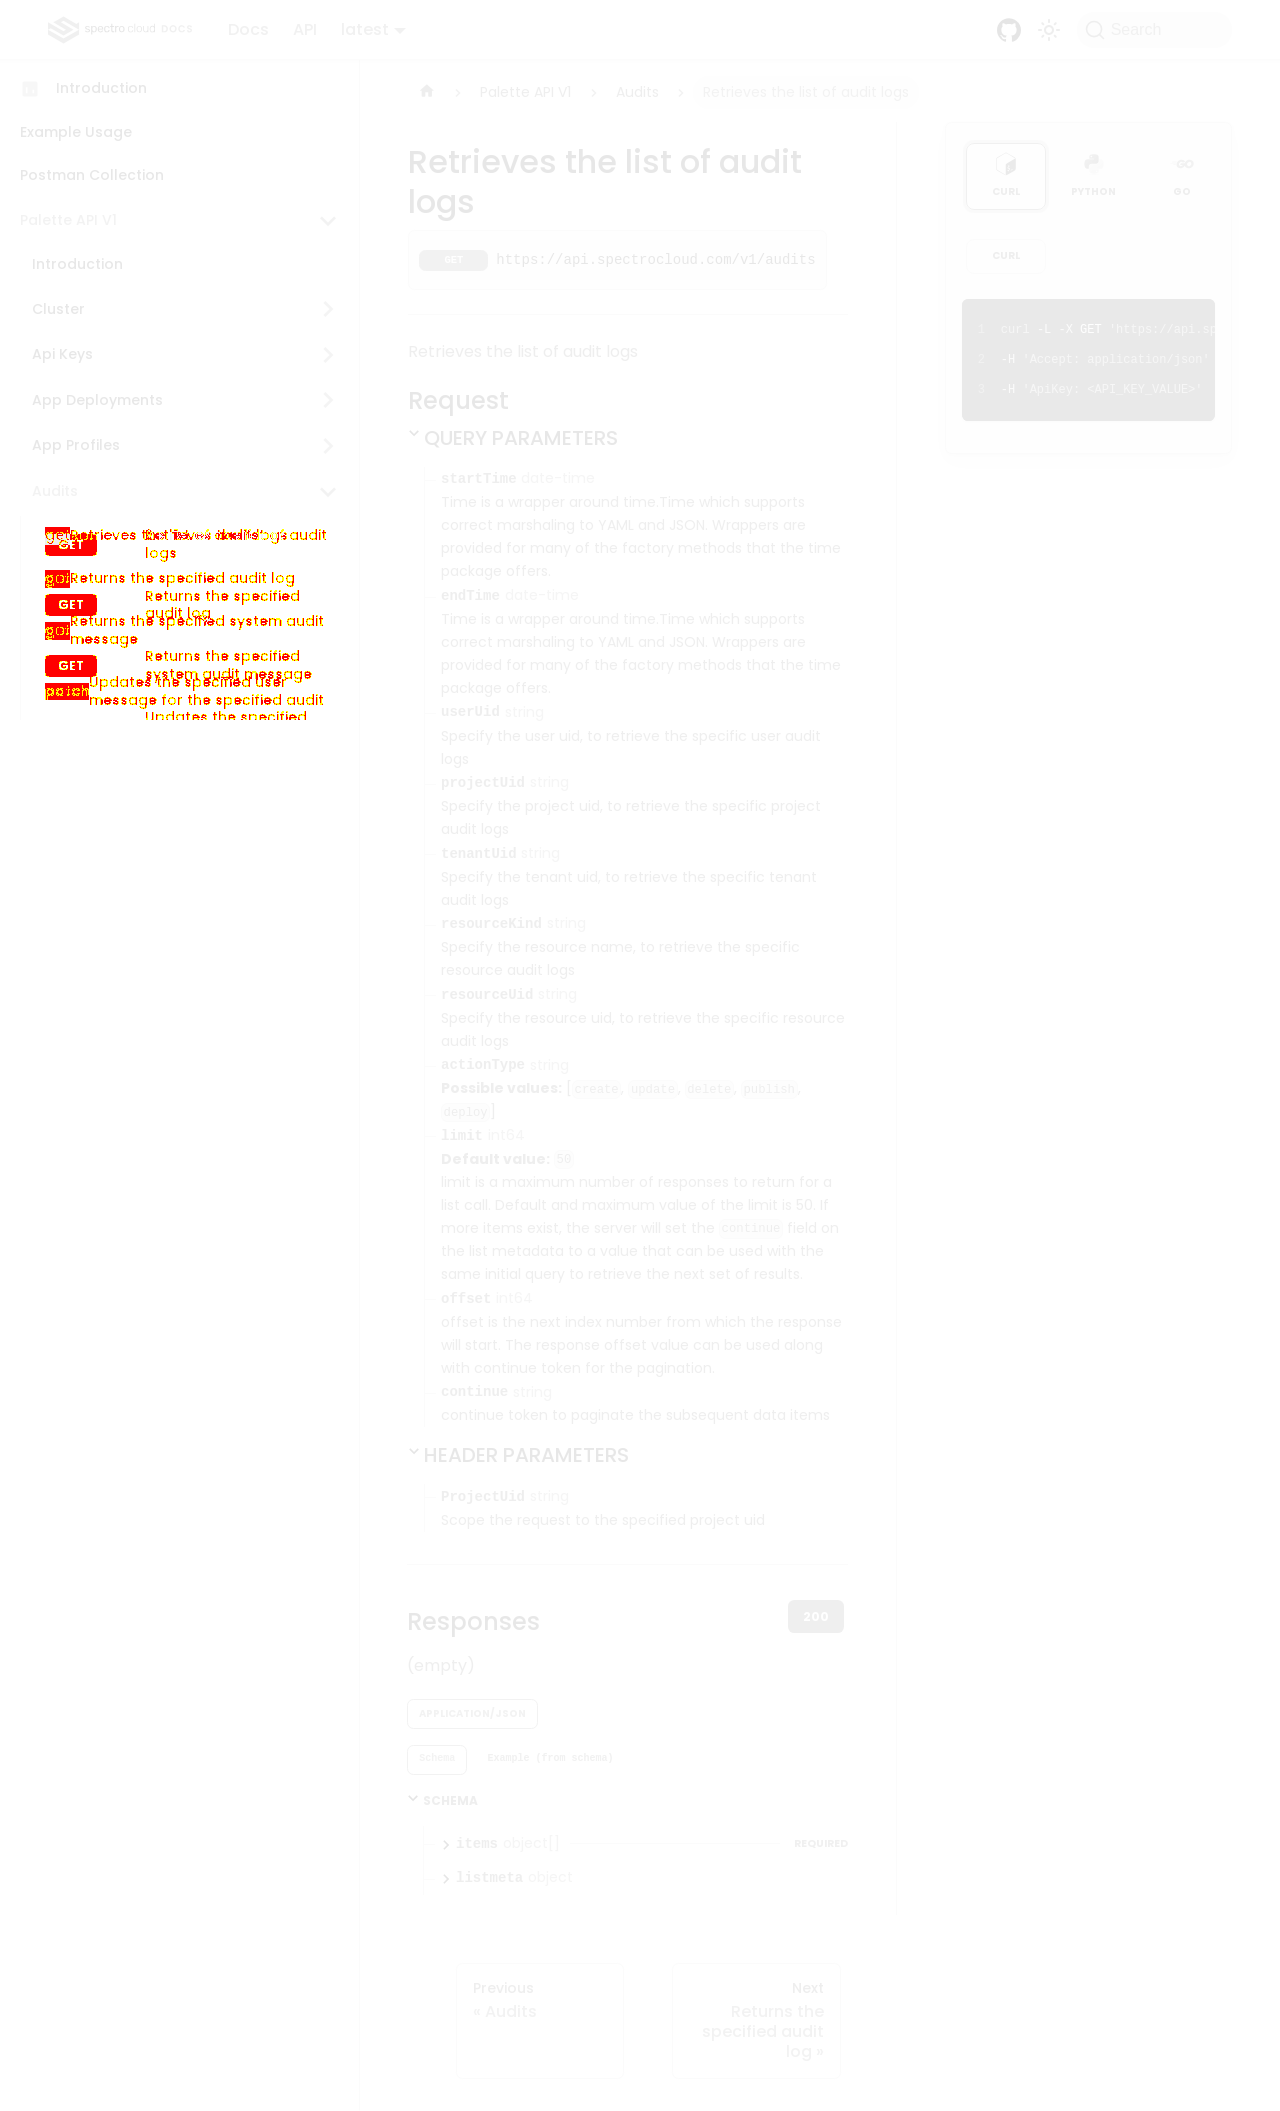 spectro cloud DOCS
Docs API latest
Search
Introduction
Example Usage
Postman Collection
Palette API V1
Introduction
Cluster
Api Keys
App Deployments
App Profiles
Audits
GET
logs
Returns the specified audit log
GET
Returns the specified
audit log
Returns the specified system audit
message
GET
Returns the specified
system audit message
patch
Updates the specified user
message for the specified audit
Updates the specified
Palette API V1
Audits
Retrieves the list of audit logs
Retrieves the list of audit
logs
GET https://api.spectrocloud.com/v1/audits
Retrieves the list of audit logs
Request
QUERY PARAMETERS
startTime date-time
Time is a wrapper around time.Time which supports
correct marshaling to YAML and JSON. Wrappers are
provided for many of the factory methods that the time
package offers.
endTime date-time
Time is a wrapper around time.Time which supports
correct marshaling to YAML and JSON. Wrappers are
provided for many of the factory methods that the time
package offers.
userUid string
Specify the user uid, to retrieve the specific user audit
logs
projectUid string
Specify the project uid, to retrieve the specific project
audit logs
tenantUid string
Specify the tenant uid, to retrieve the specific tenant
audit logs
resourceKind string
Specify the resource name, to retrieve the specific
resource audit logs
resourceUid string
Specify the resource uid, to retrieve the specific resource
audit logs
actionType string
Possible values: [create, update, delete, publish,
deploy]
limit int64
Default value: 50
limit is a maximum number of responses to return for a
list call. Default and maximum value of the limit is 50. If
more items exist, the server will set the continue field on
the list metadata to a value that can be used with the
same initial query to retrieve the next set of results.
offset int64
offset is the next index number from which the response
will start. The response offset value can be used along
with continue token for the pagination.
continue string
continue token to paginate the subsequent data items
HEADER PARAMETERS
ProjectUid string
Scope the request to the specified project uid
Responses
200
(empty)
APPLICATION/JSON
Schema Example (from schema)
SCHEMA
items object[] REQUIRED
listmeta object
Previous
« Audits
Next
Returns the
specified audit
log »
CURL PYTHON GO
CURL
1 curl -L -X GET 'https://api.sp
2 -H 'Accept: application/json'
3 -H 'ApiKey: <API_KEY_VALUE>'